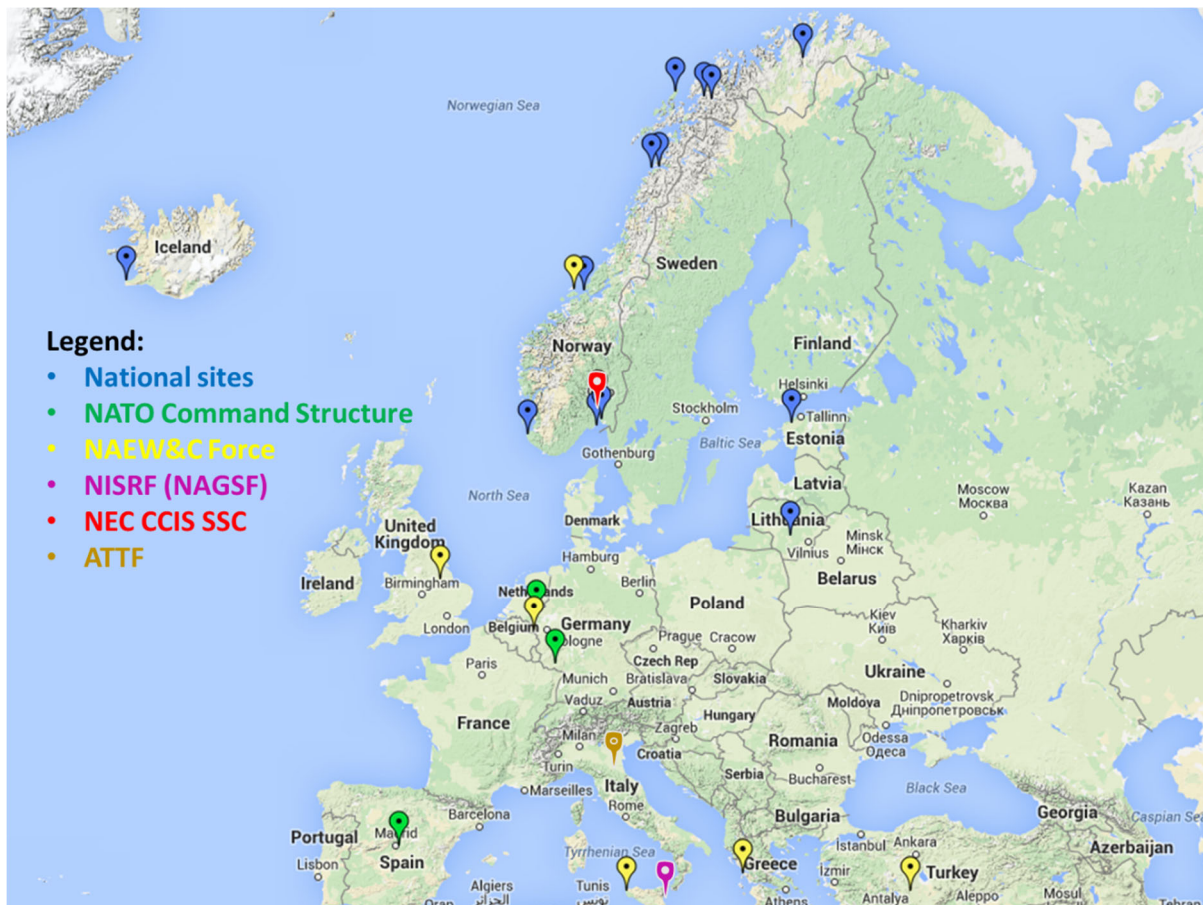 Norwegian Sea
Iceland
Sweden
Legend:
• National sites
• NATO Command Structure
• NAEW&C Force
• NISRF (NAGSF)
• NEC CCIS SSC
• ATTF
Norway
Finland
Helsinki
Stockholm
Tallinn
Baltic Sea
Estonia
Gothenburg
Latvia
North Sea
Moscow
Москва
Kazan
Казань
Denmark
Lithuania
Vilnius
Minsk
Мінск
United
Kingdom
Hamburg
Belarus
Ireland
Birmingham
Netherlands
Berlin
Poland
London
Belgium
Germany
Cologne
Kiev
Київ
Kharkiv
Харків
Prague
Cracow
Paris
Czech Rep
Ukraine
Munich
Bratislava
Slovakia
Dnipropetrovsk
Дніпропетровськ
Vaduz
Austria
Moldova
France
Hungary
Milan
Zagreb
Odessa
Одеса
Turin
Croatia
Romania
Serbia
Bucharest
Marseilles
Italy
Black Sea
Rome
Bulgaria
Georgia
Caspian Sea
Barcelona
Portugal
Madrid
Spain
Lisbon
Tyrrhenian Sea
Greece
İstanbul
Ankara
Turkey
Azerbaijan
İzmir
Algiers
الجزائر
Tunis
تونس
Athens
Antalya
Aleppo
Mosul